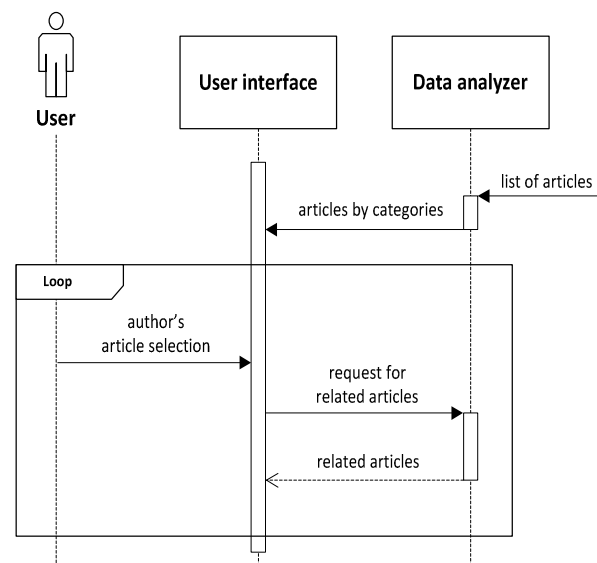 User
User interface
Data analyzer
list of articles
articles by categories
Loop
author's
article selection
request for
related articles
related articles